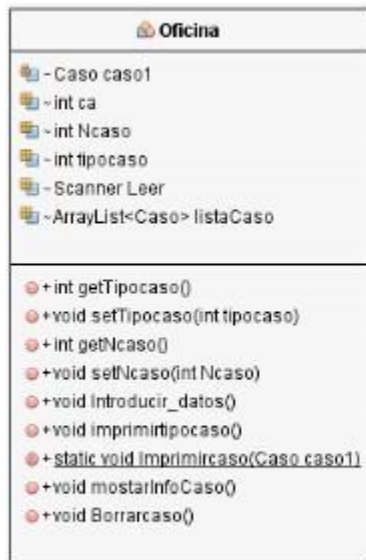 Oficina
~Caso caso1
~int ca
~int Ncaso
~int tipocaso
~Scanner Leer
~ArrayList<Caso> listaCaso
+int getTipocaso()
+void setTipocaso(int tipocaso)
+int getNcaso()
+void setNcaso(int Ncaso)
+void Introducir_datos()
+void imprimirtipocaso()
+static void Imprimircaso(Caso caso1)
+void mostarInfoCaso()
+void Borrarcaso()